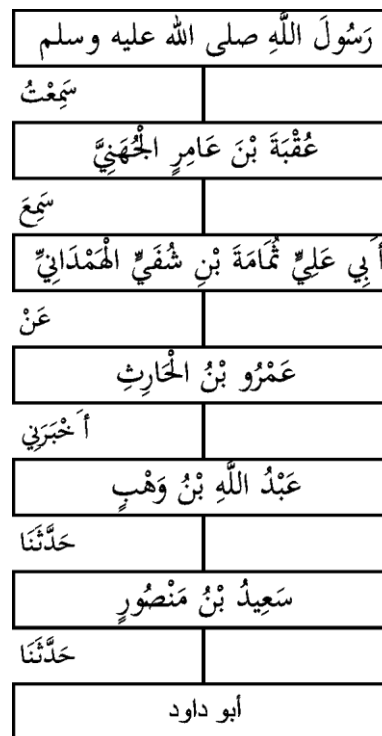 رَسُولَ اللَّهِ صلى الله عليه وسلم
سَمِعْتُ
عُقْبَةَ بْنَ عَامِرٍ الْجُهَنِيَّ
سَمِعَ
أَبِي عَلِيٍّ ثُمَامَةَ بْنِ شُفَيٍّ الْهَمْدَانِيِّ
عَنْ
عَمْرُو بْنُ الْحَارِثِ
أَخْبَرَنِي
عَبْدُ اللَّهِ بْنُ وَهْبٍ
حَدَّثَنَا
سَعِيدُ بْنُ مَنْصُورٍ
حَدَّثَنَا
أبو داود